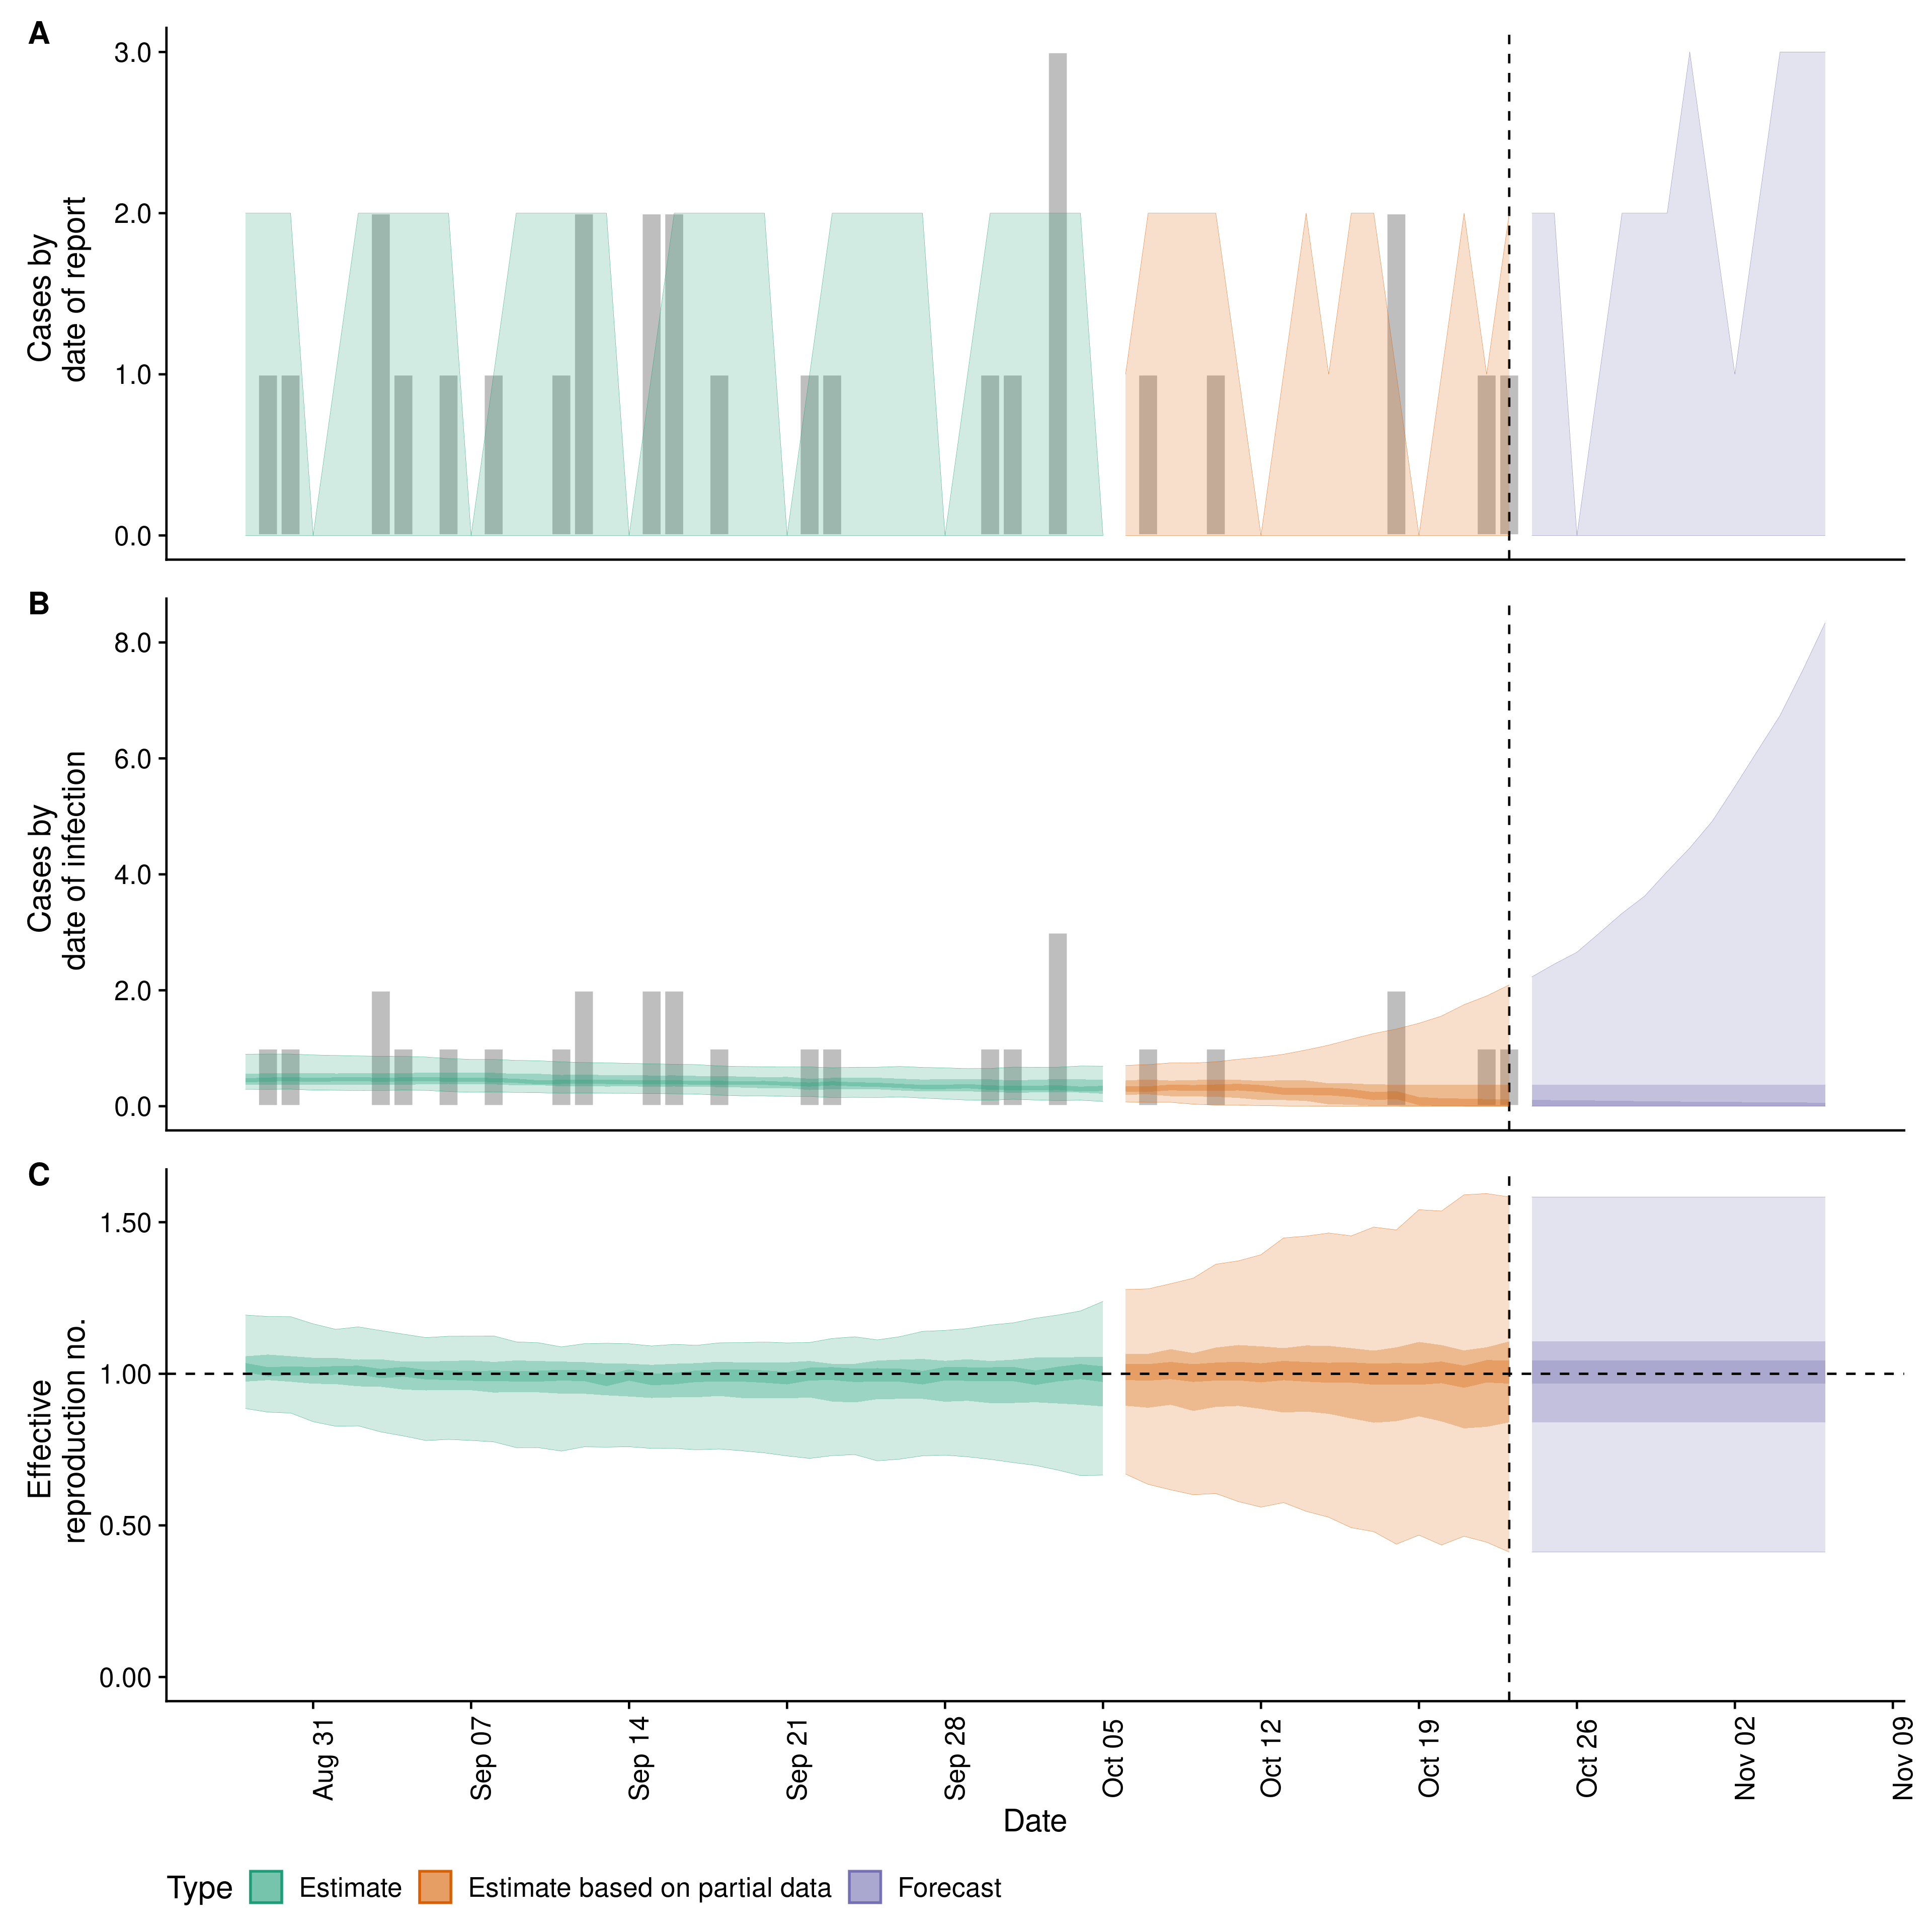 A
3.0
2.0
1.0
0.0
Cases by
date of report
B
8.0
6.0
4.0
2.0
0.0
Cases by
date of infection
C
1.50
1.00
0.50
0.00
Effective
reproduction no.
Aug 31
Sep 07
Sep 14
Sep 21
Sep 28
Oct 05
Oct 12
Oct 19
Oct 26
Nov 02
Nov 09
Date
Type Estimate Estimate based on partial data Forecast